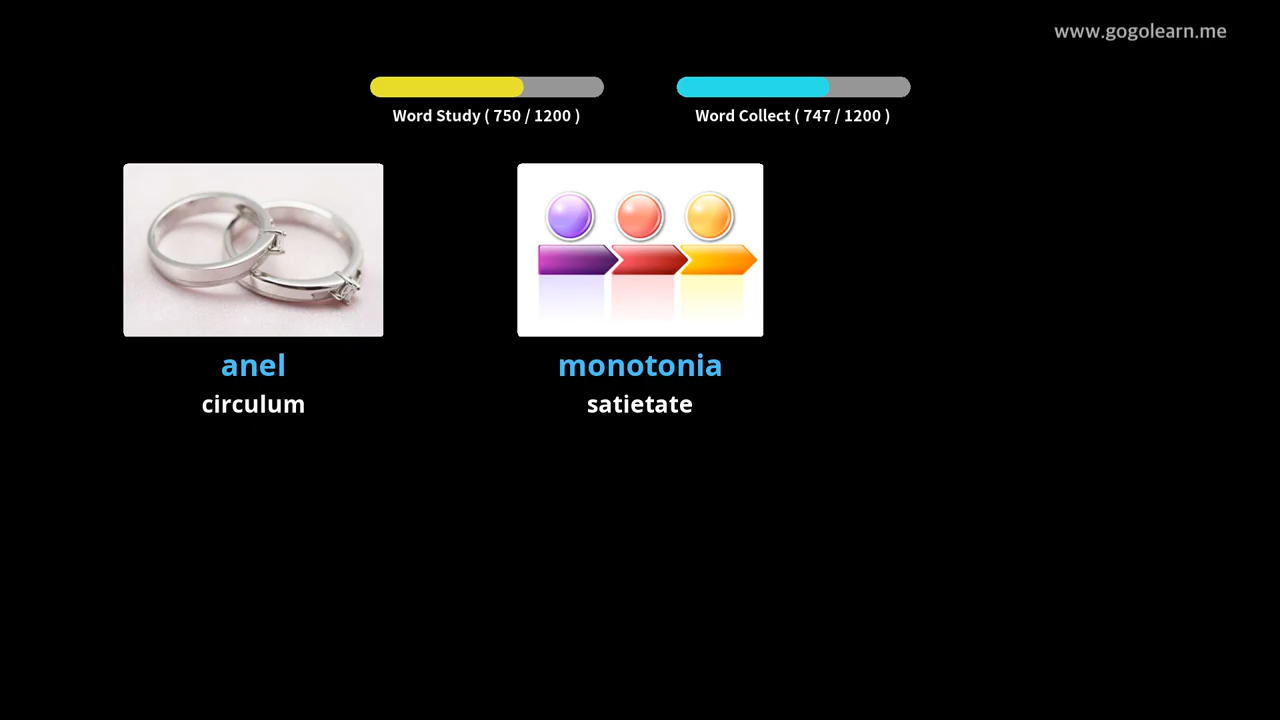 www.gogolearn.me
Word Study ( 750 / 1200 )
Word Collect ( 747 / 1200 )
anel
circulum
monotonia
satietate